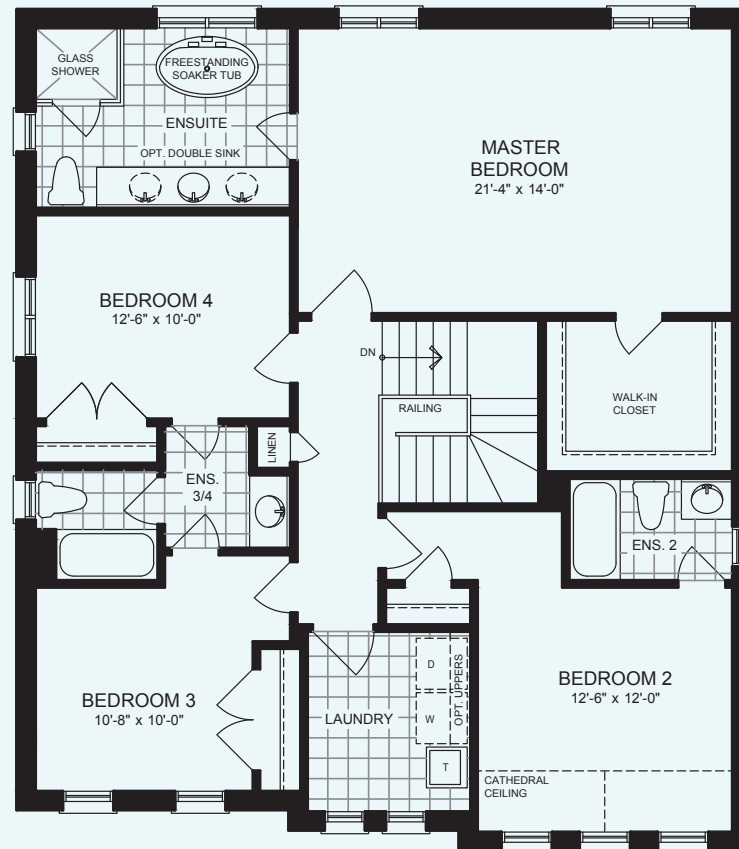 GLASS
SHOWER
FREESTANDING
SOAKER TUB
ENSUITE
OPT. DOUBLE SINK
MASTER
BEDROOM
21'-4" x 14'-0"
BEDROOM 4
12'-6" x 10'-0"
DN
RAILING
WALK-IN
CLOSET
LINEN
ENS.
3/4
ENS. 2
BEDROOM 3
10'-8" x 10'-0"
LAUNDRY
D
W
OPT. UPPERS
T
BEDROOM 2
12'-6" x 12'-0"
CATHEDRAL
CEILING